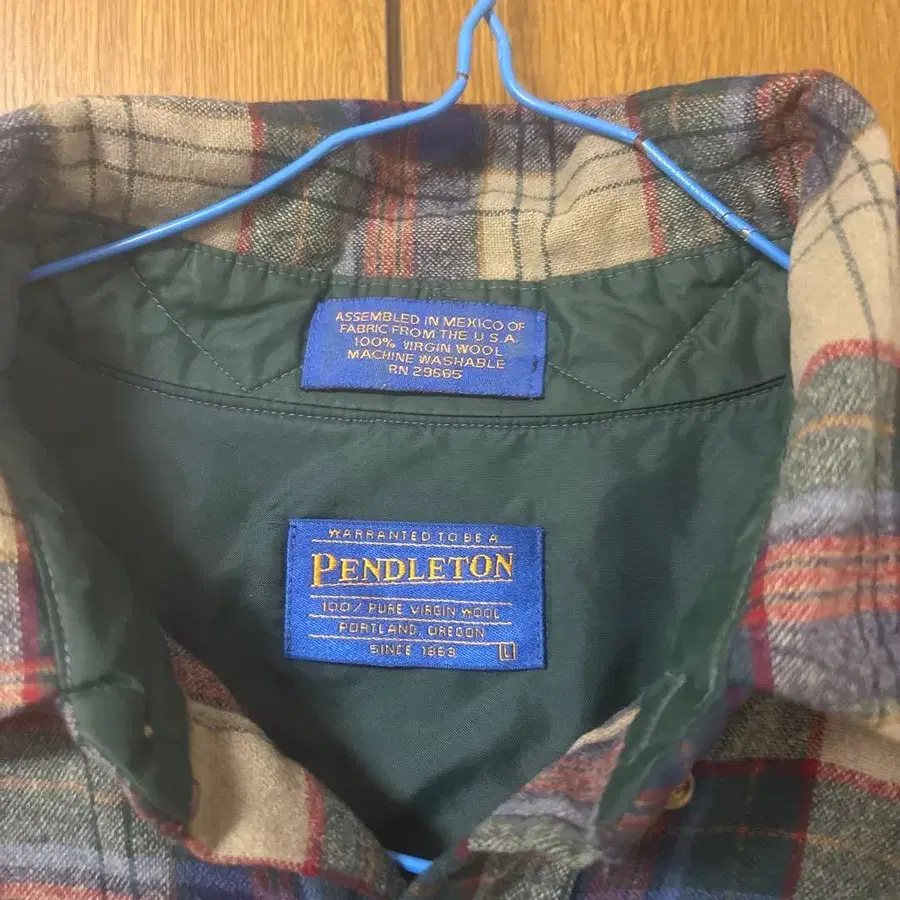 ASSEMBLED IN MEXICO OF
FABRIC FROM THE U.S.A.
100% VIRGIN WOOL
MACHINE WASHABLE
RN 29565
WARRANTED TO BE A
PENDLETON
100% PURE VIRGIN WOOL
PORTLAND, OREGON
SINCE 1863
L